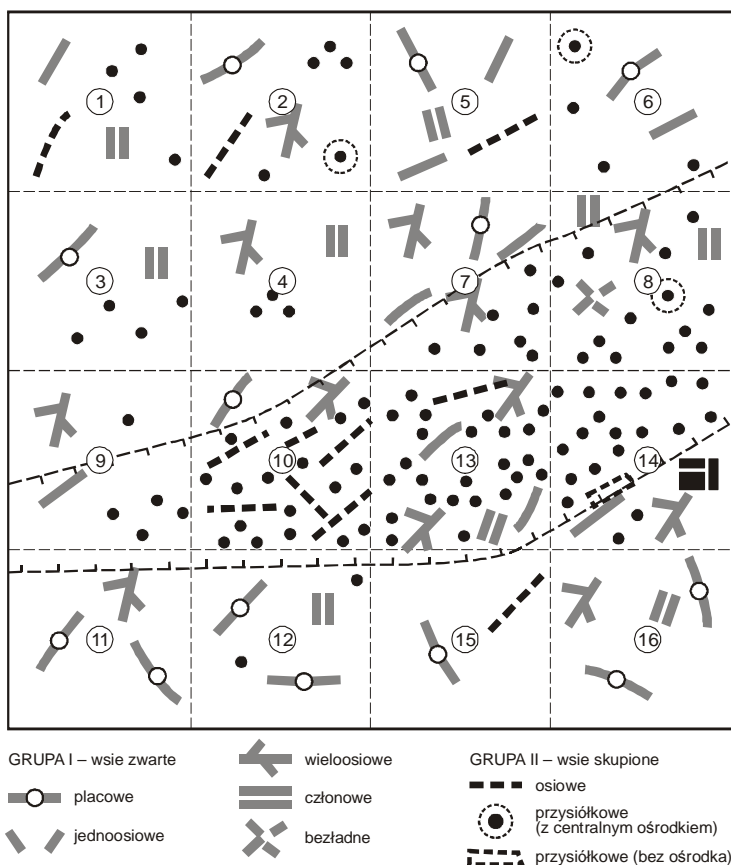 1
2
5
6
3
4
7
8
9
10
13
14
11
12
15
16
GRUPA I – wsie zwarte
placowe
jednoosiowe
wieloosiowe
członowe
bezładne
GRUPA II – wsie skupione
osiowe
przysiółkowe
(z centralnym ośrodkiem)
przysiółkowe (bez ośrodka)